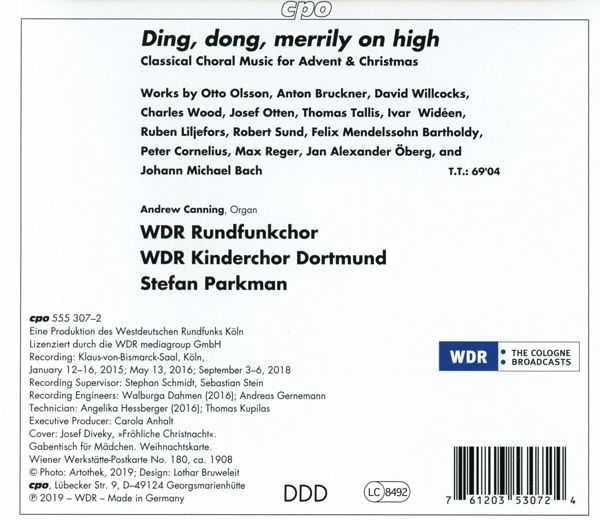 cpo
Ding, dong, merrily on high
Classical Choral Music for Advent & Christmas
Works by Otto Olsson, Anton Bruckner, David Willcocks,
Charles Wood, Josef Otten, Thomas Tallis, Ivar Widéen,
Ruben Liljefors, Robert Sund, Felix Mendelssohn Bartholdy,
Peter Cornelius, Max Reger, Jan Alexander Öberg, and
Johann Michael Bach T.T.: 69'04
Andrew Canning, Organ
WDR Rundfunkchor
WDR Kinderchor Dortmund
Stefan Parkman
cpo 555 307–2
Eine Produktion des Westdeutschen Rundfunks Köln
Lizenziert durch die WDR mediagroup GmbH
Recording: Klaus-von-Bismarck-Saal, Köln,
January 12–16, 2015; May 13, 2016; September 3–6, 2018
Recording Supervisor: Stephan Schmidt, Sebastian Stein
Recording Engineers: Walburga Dahmen (2016); Andreas Gernemann
Technician: Angelika Hessberger (2016); Thomas Kupilas
Executive Producer: Carola Anhalt
Cover: Josef Diveky, »Fröhliche Christnacht«.
Gabentisch für Mädchen. Weihnachtskarte.
Wiener Werkstätte-Postkarte No. 180, ca. 1908
© Photo: Artothek, 2019; Design: Lothar Bruweleit
cpo, Lübecker Str. 9, D–49124 Georgsmarienhütte
℗ 2019 – WDR – Made in Germany
WDR THE COLOGNE
BROADCASTS
DDD
LC 8492
7 61203 53072 4